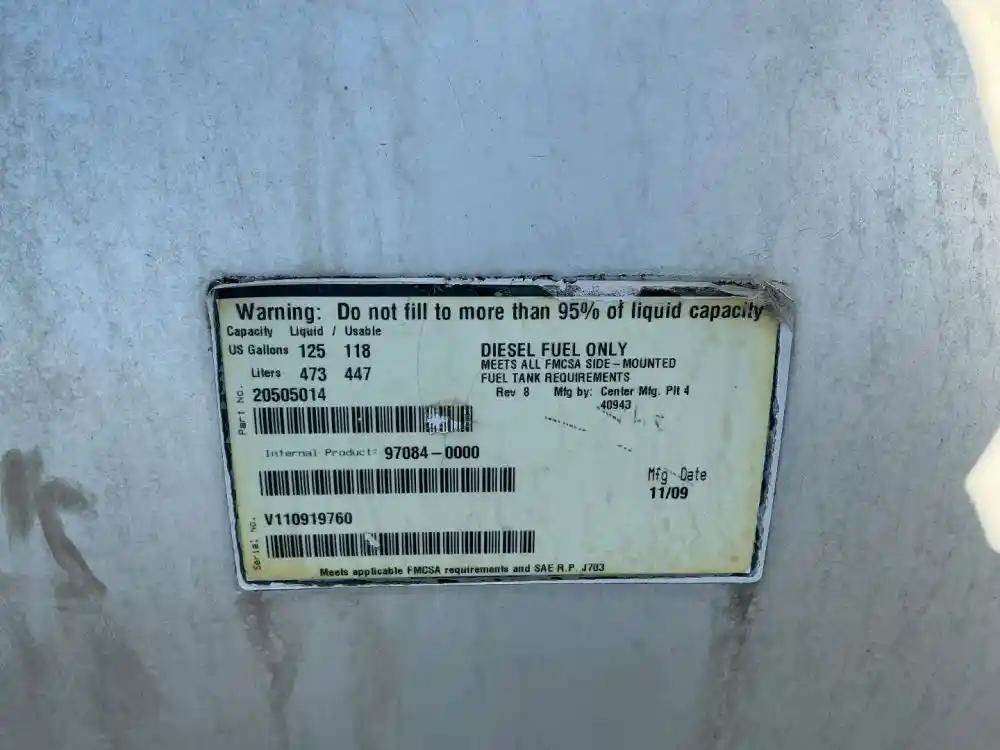 Warning: Do not fill to more than 95% of liquid capacity
Capacity Liquid / Usable
US Gallons 125 118
Liters 473 447
DIESEL FUEL ONLY
MEETS ALL FMCSA SIDE-MOUNTED
FUEL TANK REQUIREMENTS
Rev 8 Mfg by: Center Mfg. Plt 4
40943
Part No. 20505014
Internal Product: 97084-0000
Mfg Date
11/09
Serial No. V110919760
Meets applicable FMCSA requirements and SAE R.P. J703